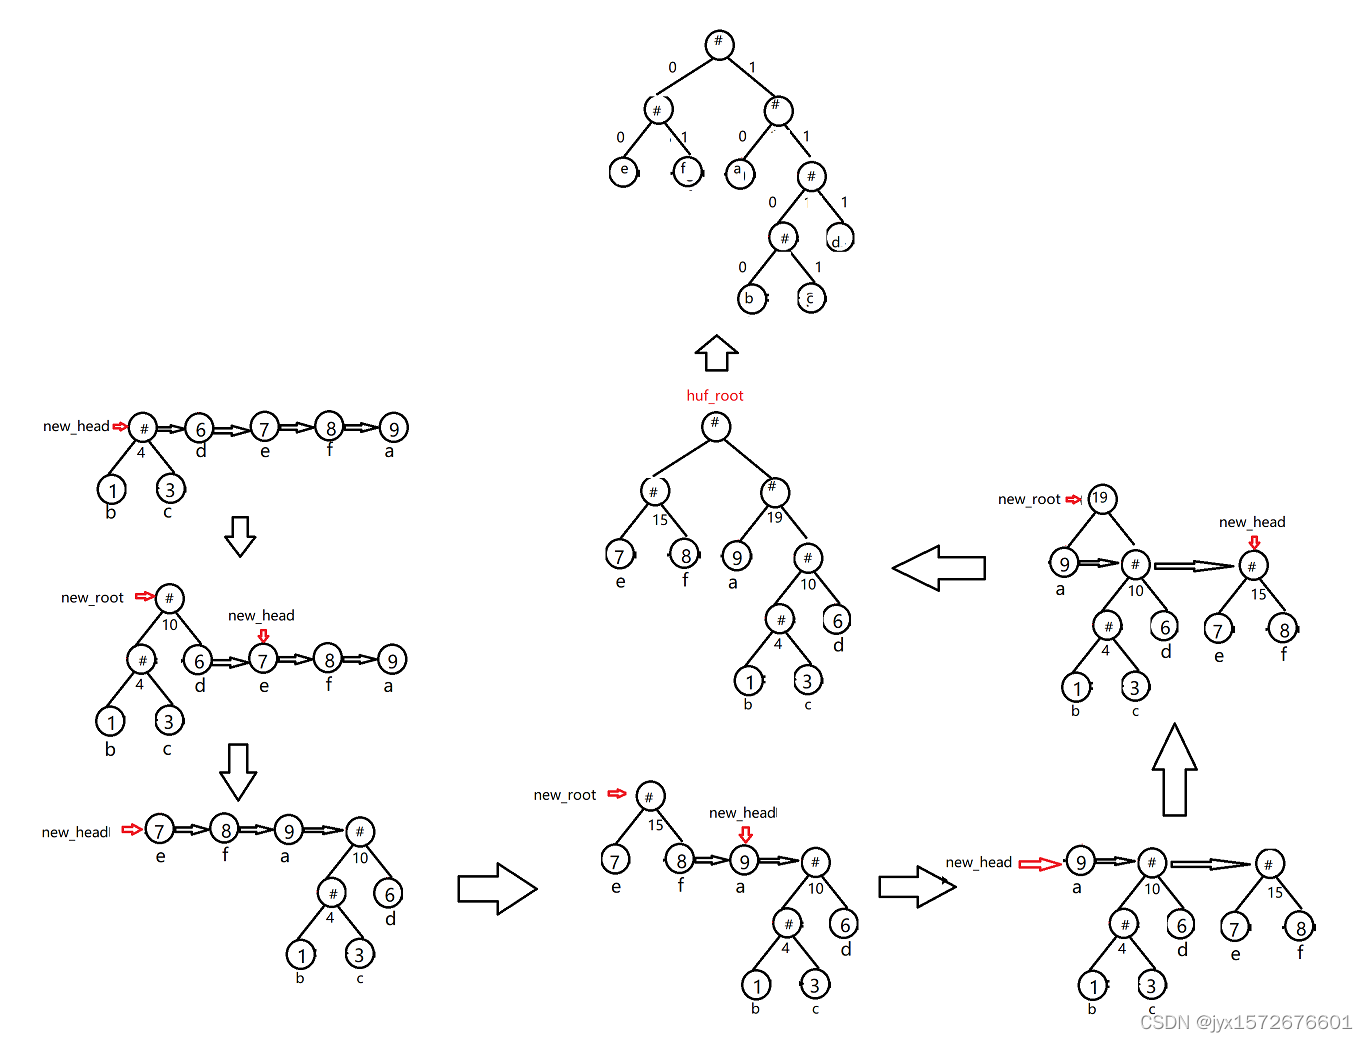 #
0 1
# #
0 1 0 1
e f a #
0 1
# d
0 1
b c
huf_root
#
# #
15 19
7 8 9 #
e f a 10
# 6
4 d
1 3
b c
new_head # 6 7 8 9
4 d e f a
1 3
b c
new_root #
10
new_head
# 6 7 8 9
4 d e f a
1 3
b c
new_head 7 8 9 #
e f a 10
# 6
4 d
1 3
b c
new_root #
15
new_head
7 8 9 #
e f a 10
# 6
4 d
1 3
b c
new_head 9 # #
a 10 15
# 6 7 8
4 d e f
1 3
b c
new_root 19
new_head
9 # #
a 10 15
# 6 7 8
4 d e f
1 3
b c
CSDN @jyx1572676601